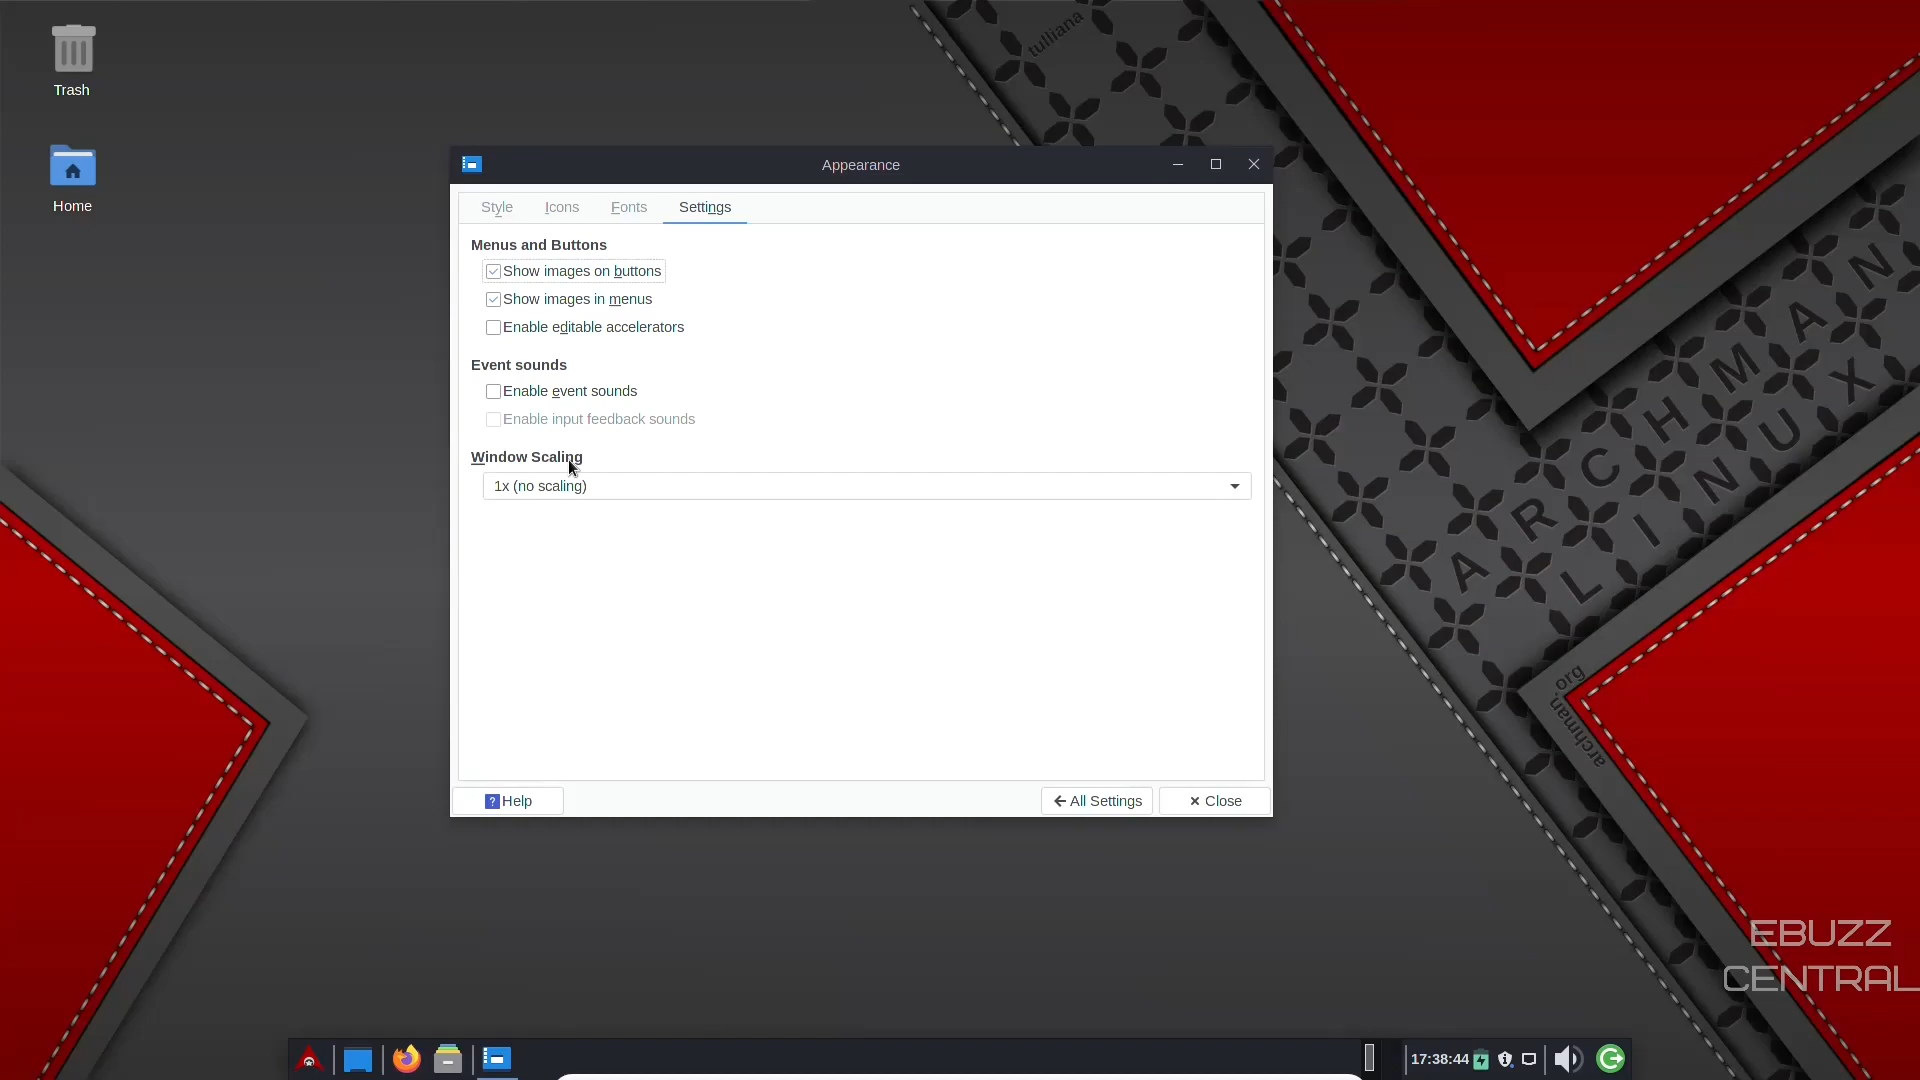 Trash
Home
tulliana
Appearance
Style
Icons
Fonts
Settings
Menus and Buttons
Show images on buttons
Show images in menus
Enable editable accelerators
Event sounds
Enable event sounds
Enable input feedback sounds
Window Scaling
1x (no scaling)
? Help
All Settings
Close
ARCHMAN
LINUX
archman.org
EBUZZ
CENTRAL
17:38:44